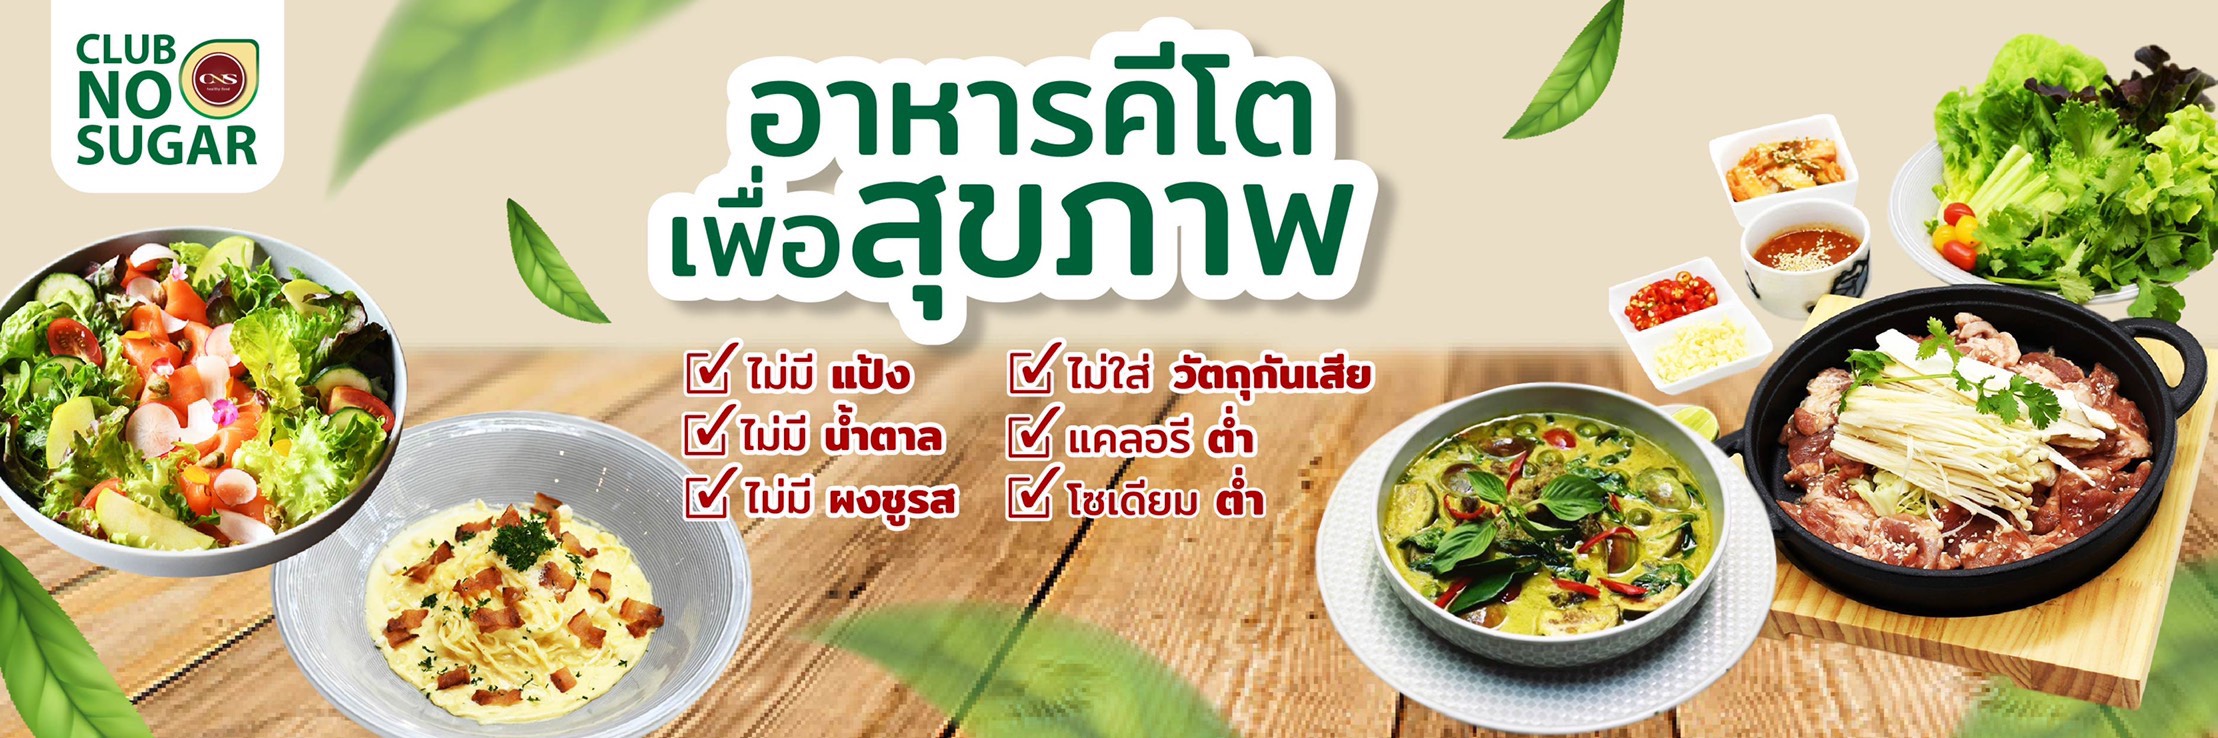 CLUB
NO
SUGAR
CNS
healthy food
อาหารคีโต
เพื่อสุขภาพ
ไม่มี แป้ง
ไม่มี น้ำตาล
ไม่มี ผงชูรส
ไม่ใส่ วัตถุกันเสีย
แคลอรี ต่ำ
โซเดียม ต่ำ